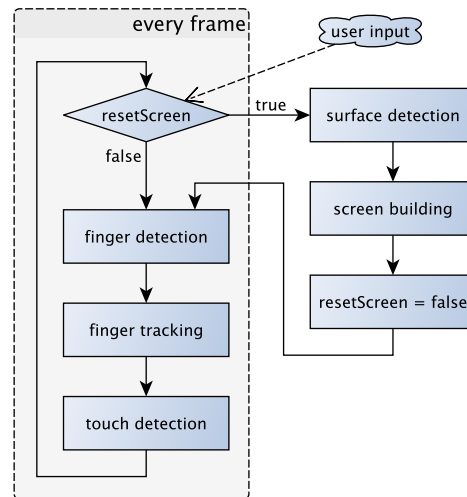 every frame
user input
resetScreen
true
false
surface detection
screen building
resetScreen = false
finger detection
finger tracking
touch detection